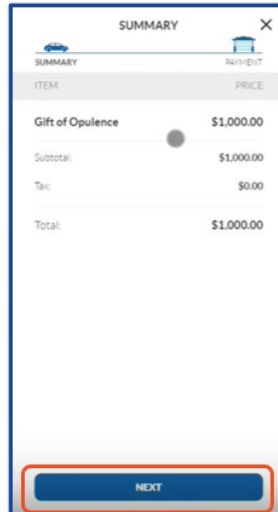 SUMMARY
SUMMARY PAYMENT
ITEM PRICE
Gift of Opulence $1,000.00
Subtotal: $1,000.00
Tax: $0.00
Total: $1,000.00
NEXT